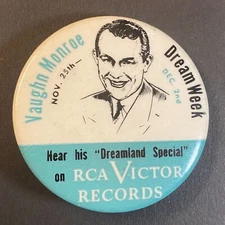 Vaughn Monroe
NOV. 25th-
Dream Week
DEC. 2nd
Hear his "Dreamland Special"
on RCA VICTOR
RECORDS